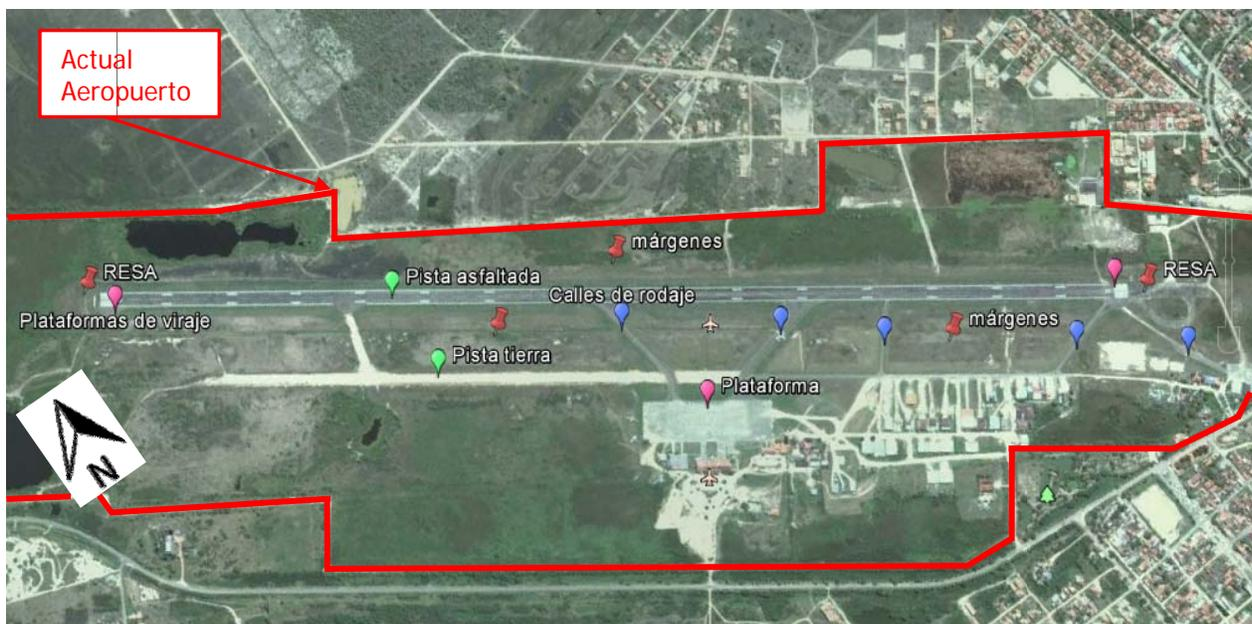 Actual
Aeropuerto
márgenes
RESA
Pista asfaltada
RESA
Calles de rodaje
Plataformas de viraje
márgenes
Pista tierra
Plataforma
N